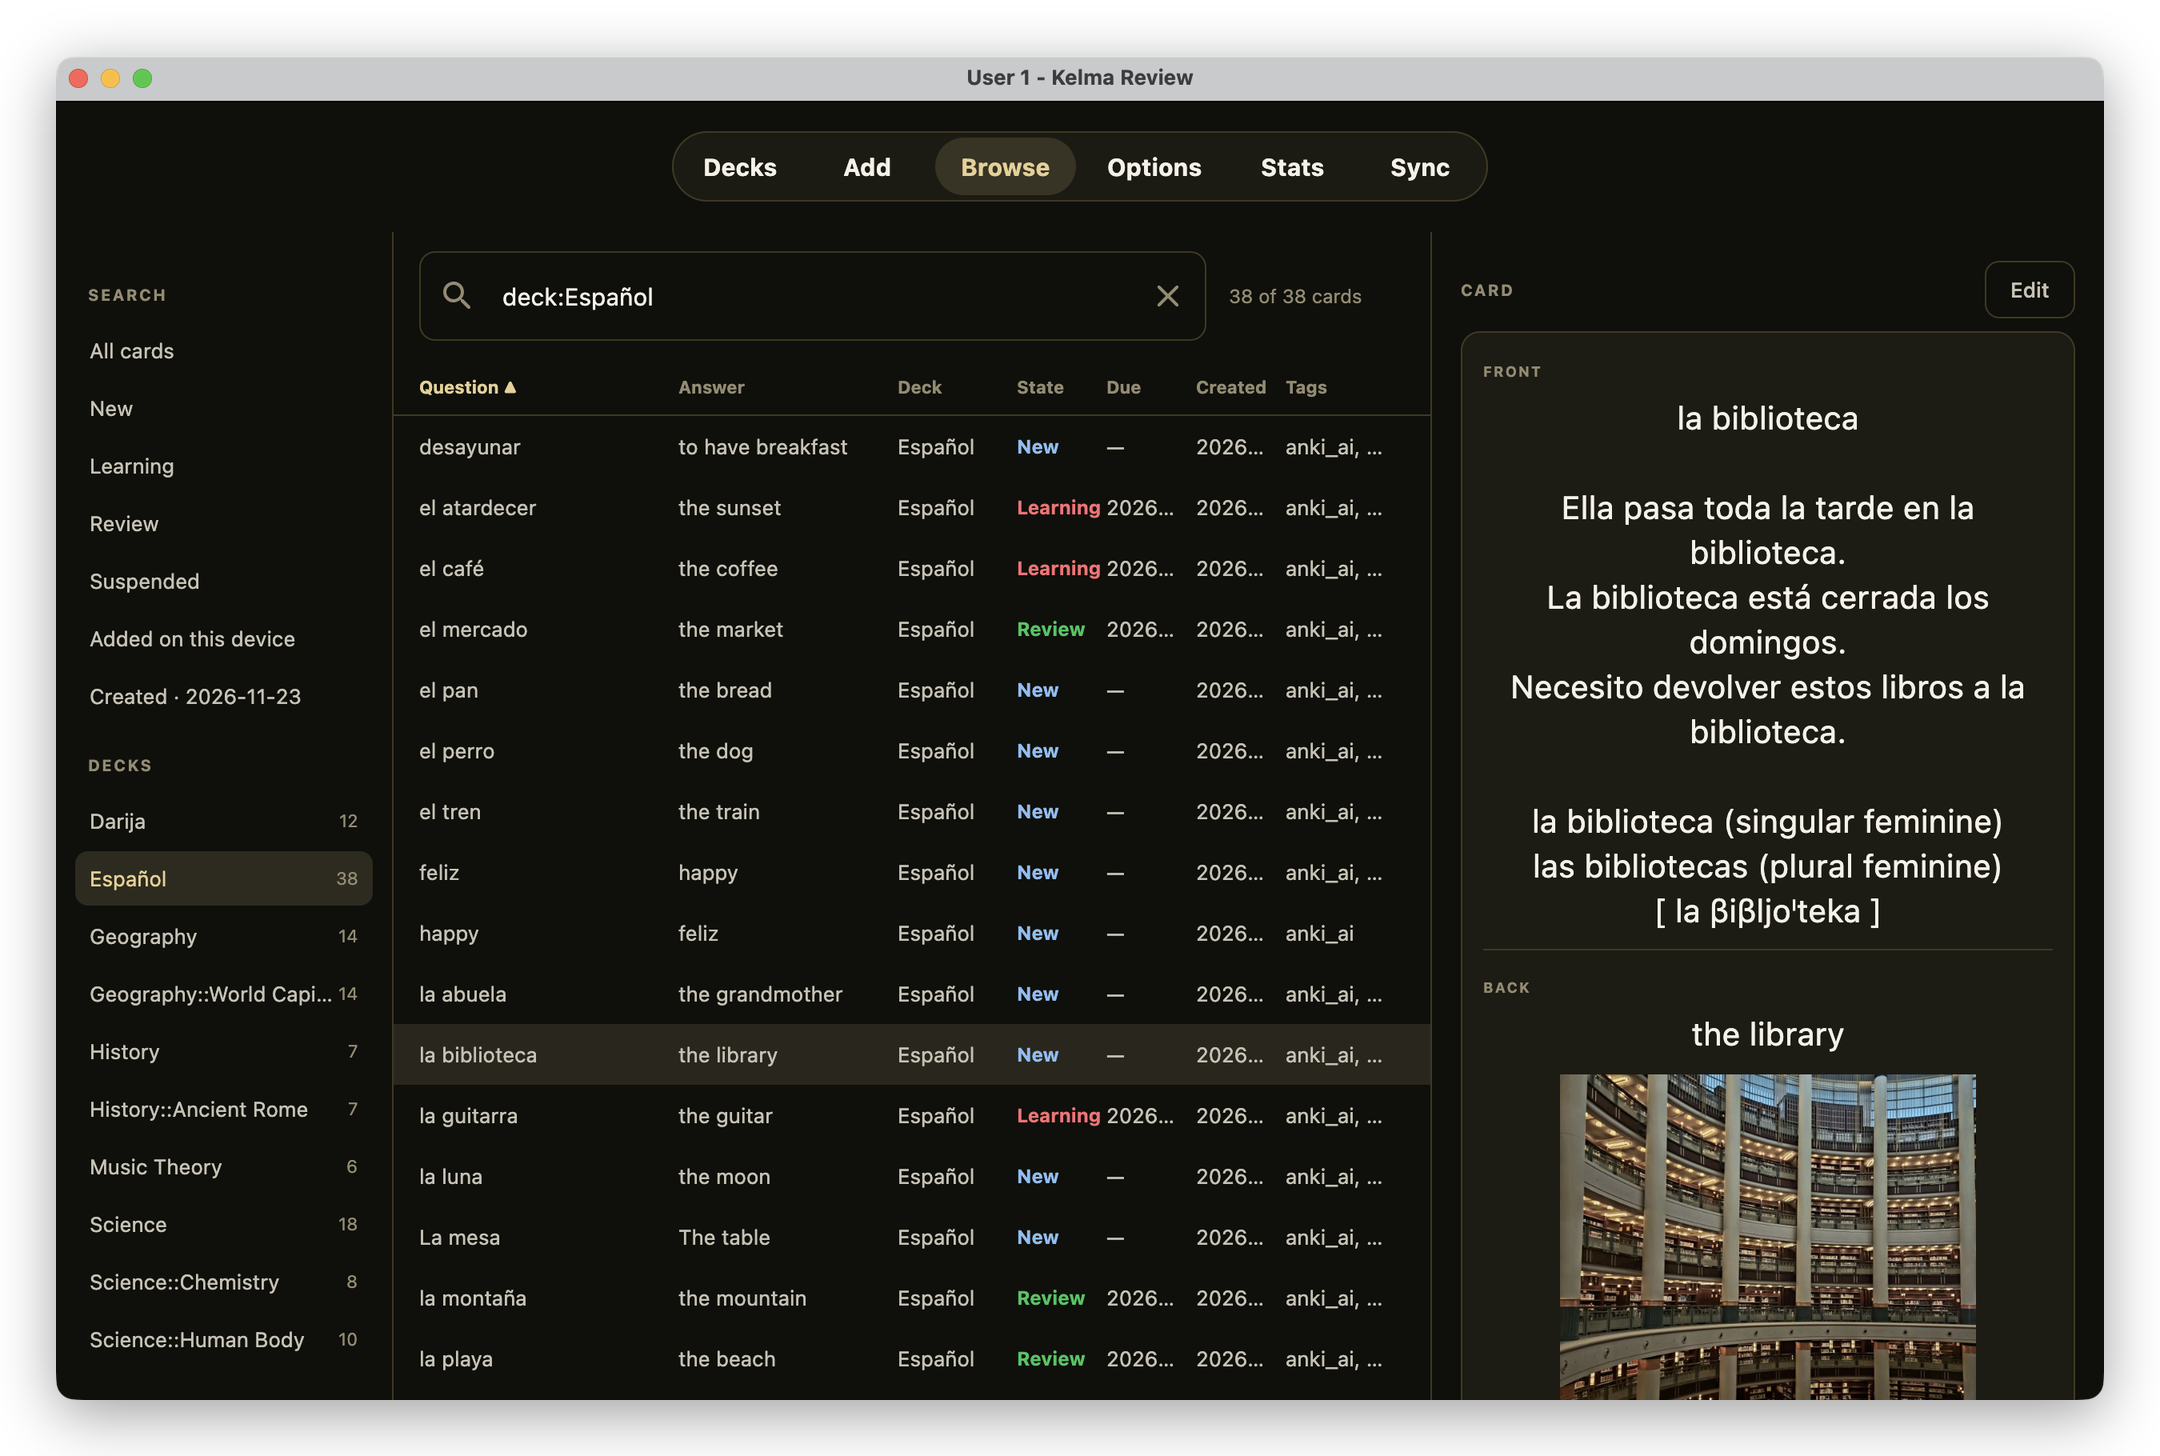 User 1 - Kelma Review
Decks Add Browse Options Stats Sync
SEARCH
All cards
New
Learning
Review
Suspended
Added on this device
Created · 2026-11-23
DECKS
Darija 12
Español 38
Geography 14
Geography::World Capi... 14
History 7
History::Ancient Rome 7
Music Theory 6
Science 18
Science::Chemistry 8
Science::Human Body 10
deck:Español
38 of 38 cards
Question Answer Deck State Due Created Tags
desayunar to have breakfast Español New — 2026... anki_ai, ...
el atardecer the sunset Español Learning 2026... 2026... anki_ai, ...
el café the coffee Español Learning 2026... 2026... anki_ai, ...
el mercado the market Español Review 2026... 2026... anki_ai, ...
el pan the bread Español New — 2026... anki_ai, ...
el perro the dog Español New — 2026... anki_ai, ...
el tren the train Español New — 2026... anki_ai, ...
feliz happy Español New — 2026... anki_ai, ...
happy feliz Español New — 2026... anki_ai
la abuela the grandmother Español New — 2026... anki_ai, ...
la biblioteca the library Español New — 2026... anki_ai, ...
la guitarra the guitar Español Learning 2026... 2026... anki_ai, ...
la luna the moon Español New — 2026... anki_ai, ...
La mesa The table Español New — 2026... anki_ai, ...
la montaña the mountain Español Review 2026... 2026... anki_ai, ...
la playa the beach Español Review 2026... 2026... anki_ai, ...
CARD
Edit
FRONT
la biblioteca
Ella pasa toda la tarde en la
biblioteca.
La biblioteca está cerrada los
domingos.
Necesito devolver estos libros a la
biblioteca.
la biblioteca (singular feminine)
las bibliotecas (plural feminine)
[ la βiβljoˈteka ]
BACK
the library